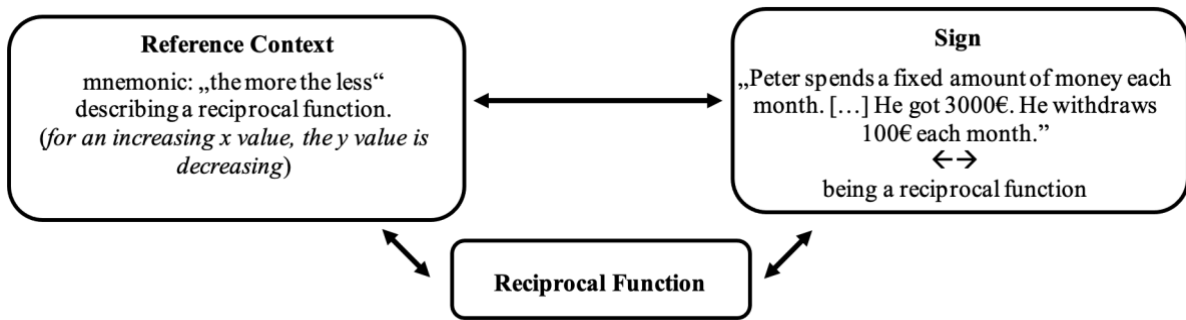 Reference Context
mnemonic: „the more the less“
describing a reciprocal function.
(for an increasing x value, the y value is
decreasing)
Sign
„Peter spends a fixed amount of money each
month. […] He got 3000€. He withdraws
100€ each month.”
←→
being a reciprocal function
Reciprocal Function